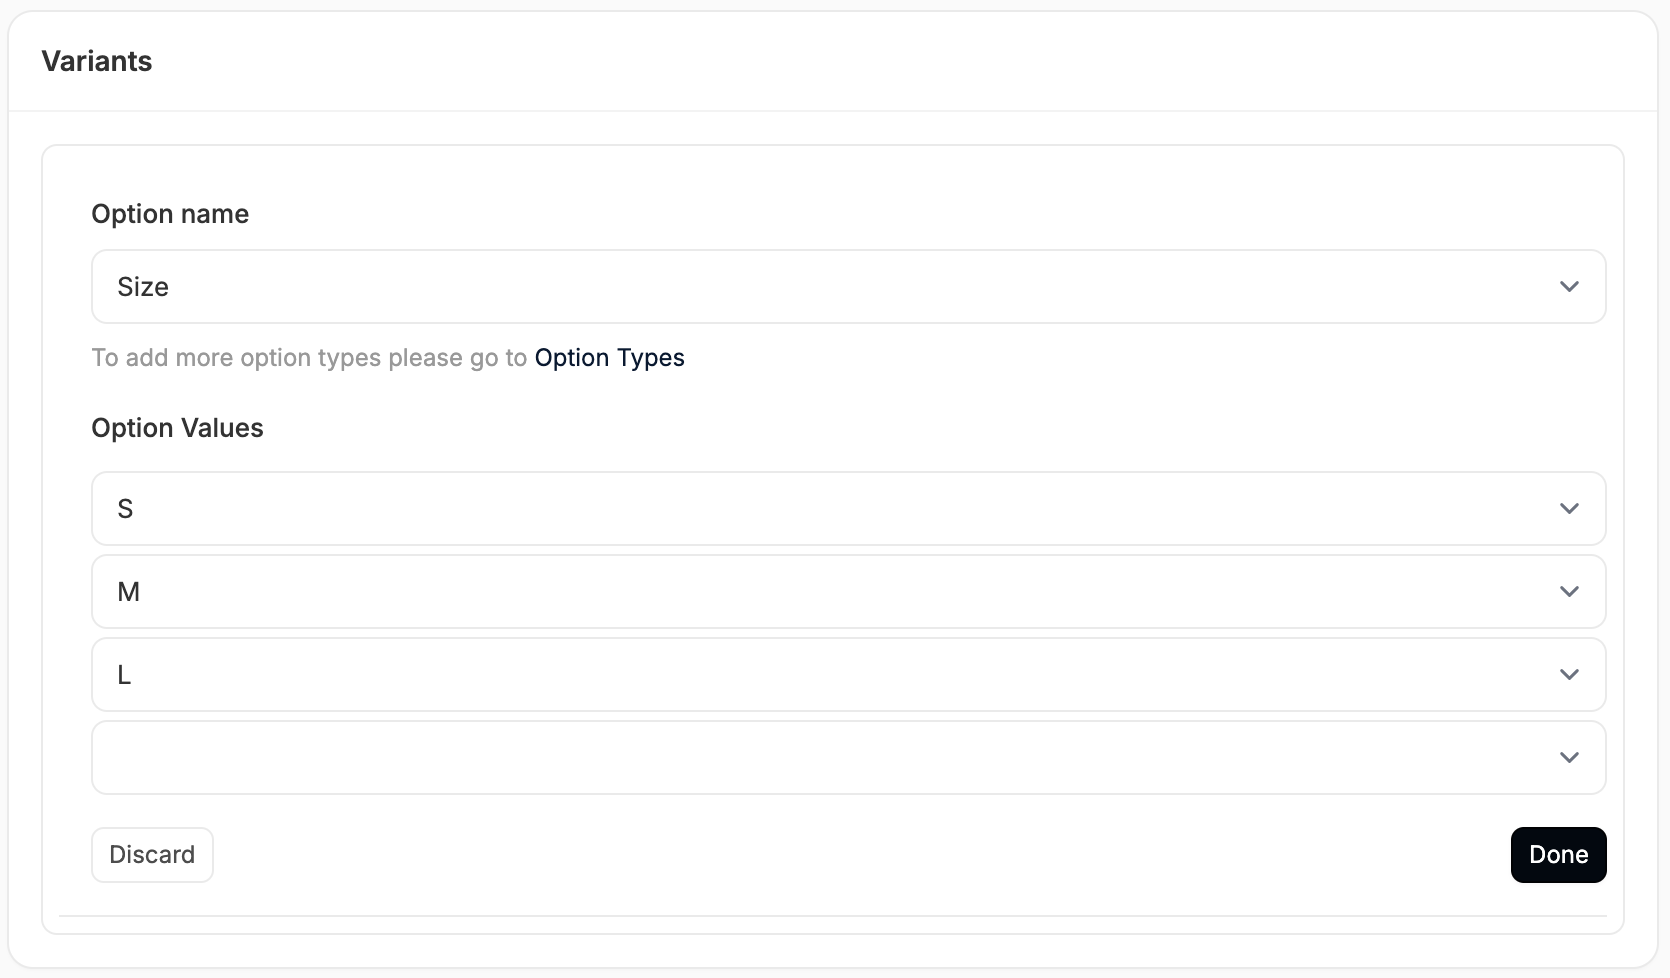 Variants
Option name
Size
To add more option types please go to Option Types
Option Values
S
M
L
Discard
Done